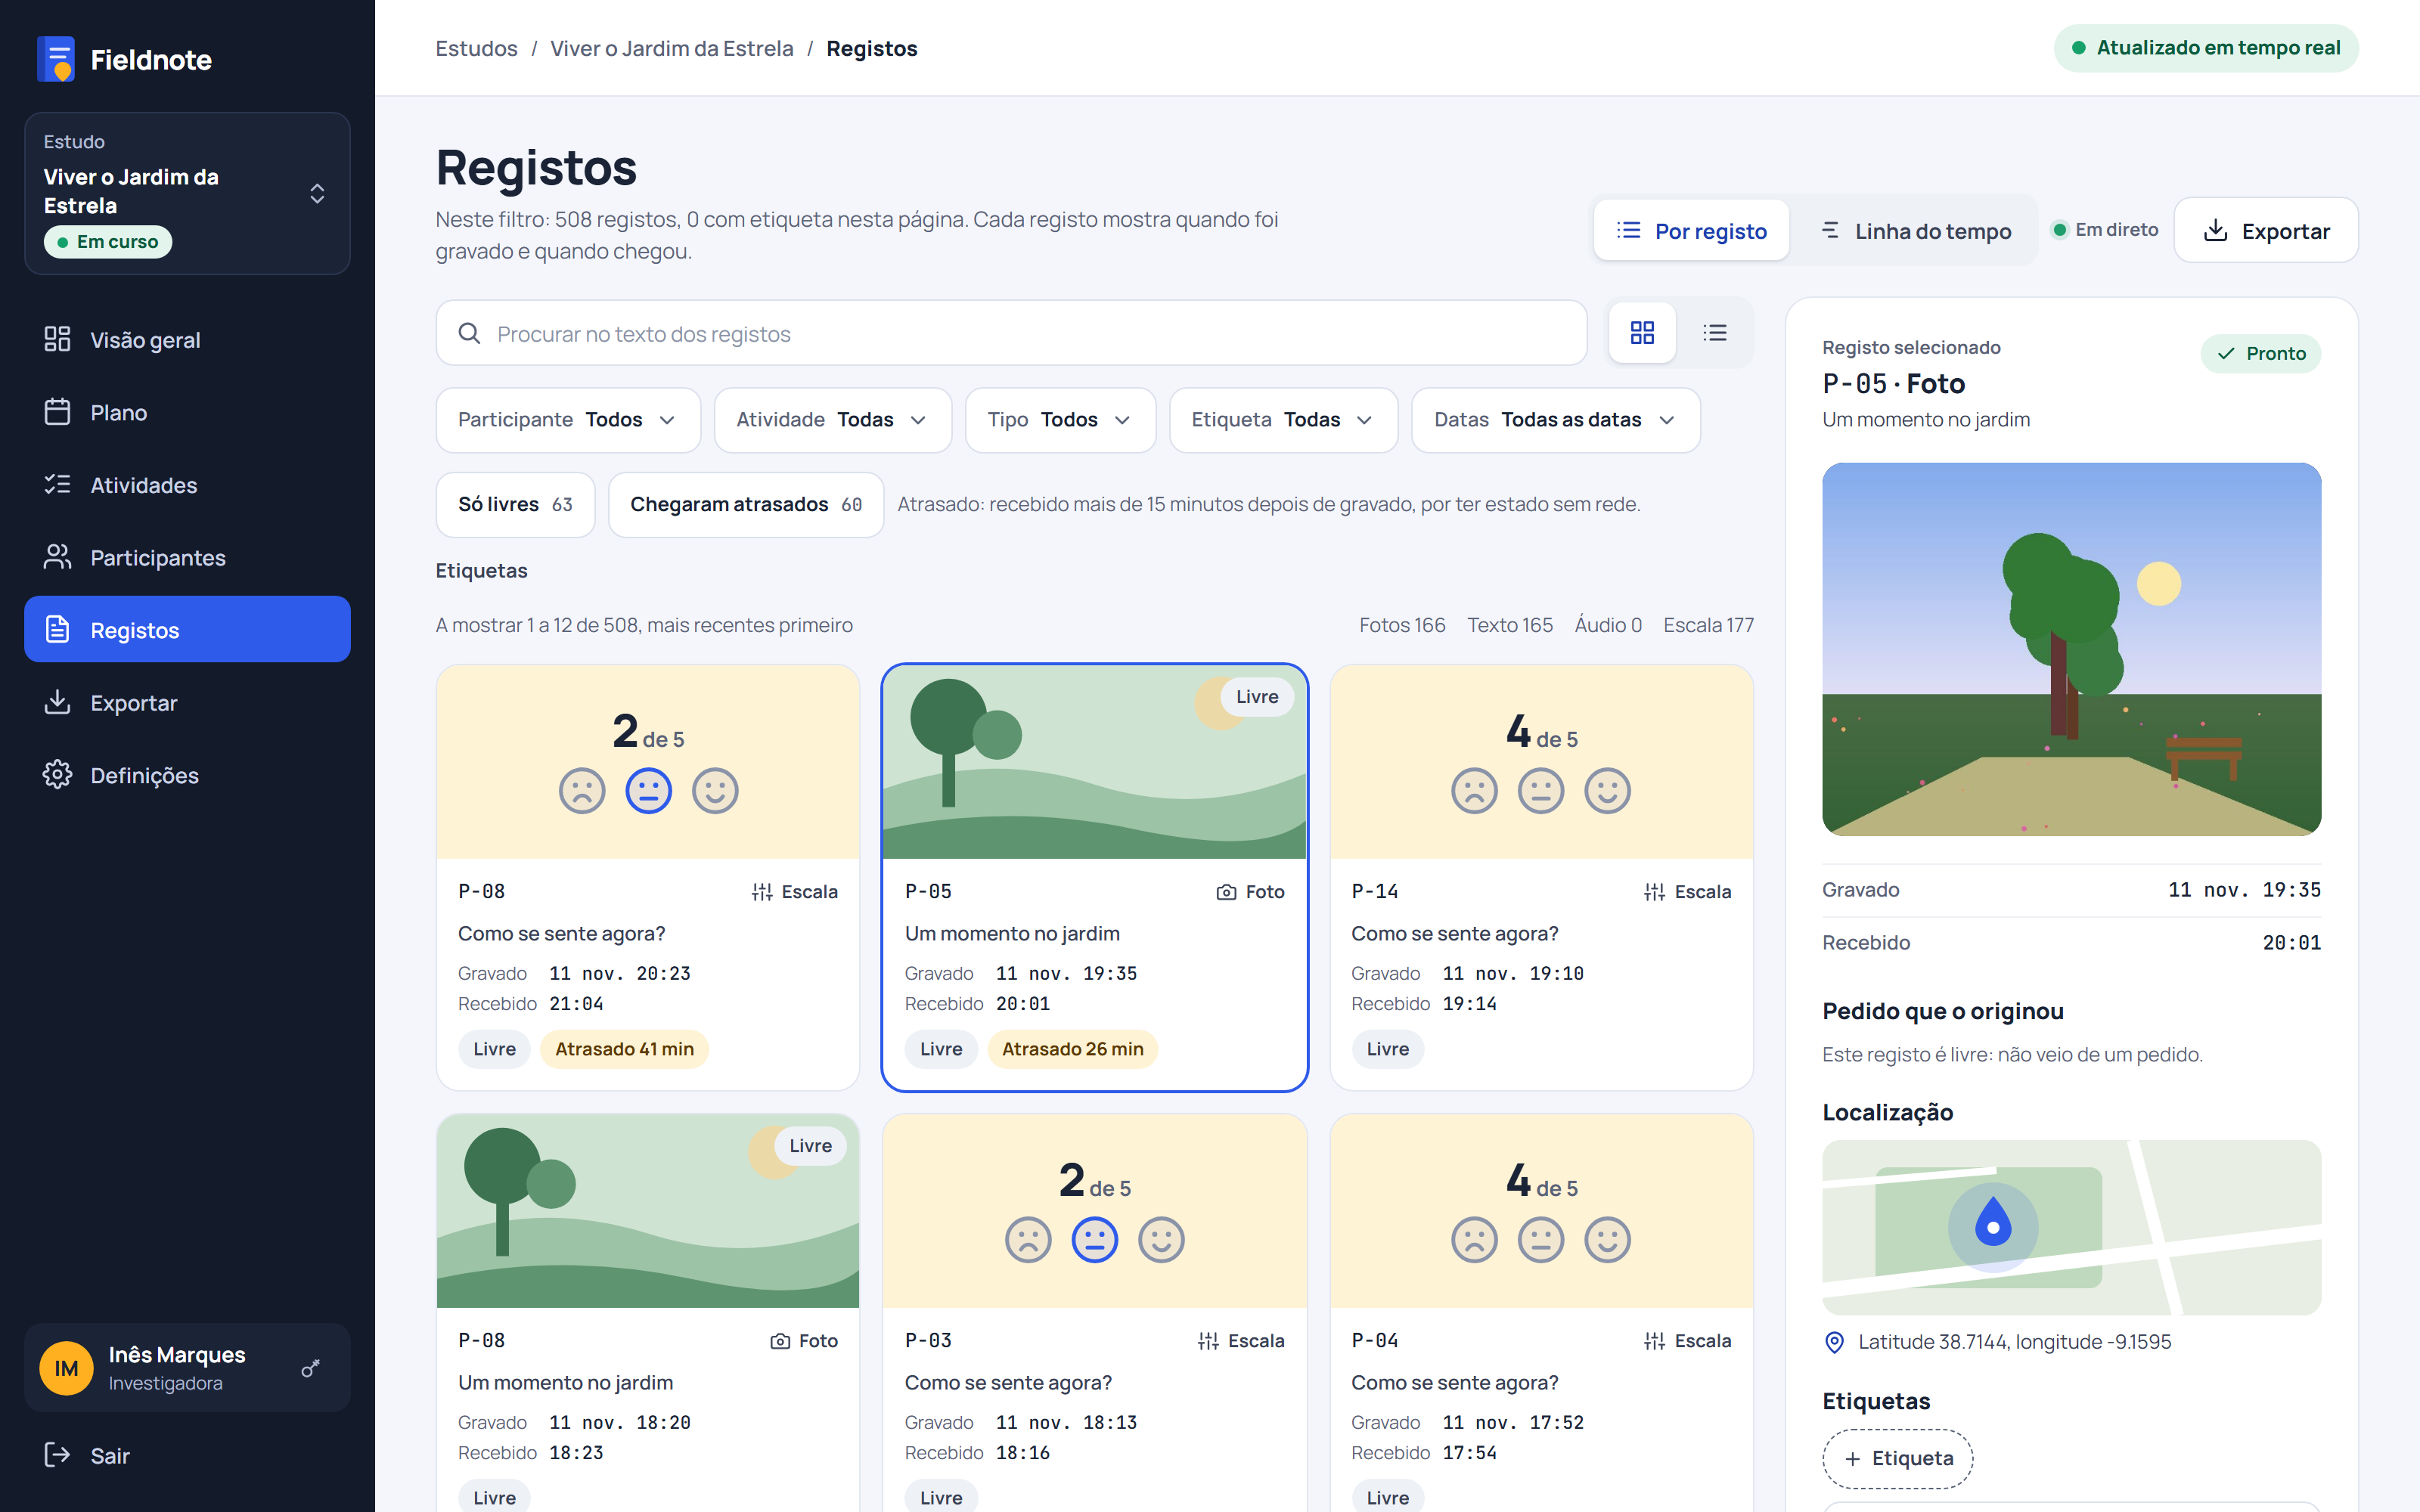 Fieldnote
Estudo
Viver o Jardim da
Estrela
Em curso
Visão geral
Plano
Atividades
Participantes
Registos
Exportar
Definições
IM
Inês Marques
Investigadora
Sair
Estudos / Viver o Jardim da Estrela / Registos
Atualizado em tempo real
Registos
Neste filtro: 508 registos, 0 com etiqueta nesta página. Cada registo mostra quando foi
gravado e quando chegou.
Por registo
Linha do tempo
Em direto
Exportar
Procurar no texto dos registos
Participante Todos
Atividade Todas
Tipo Todos
Etiqueta Todas
Datas Todas as datas
Só livres 63
Chegaram atrasados 60
Atrasado: recebido mais de 15 minutos depois de gravado, por ter estado sem rede.
Etiquetas
A mostrar 1 a 12 de 508, mais recentes primeiro
Fotos 166 Texto 165 Áudio 0 Escala 177
2 de 5
P-08 Escala
Como se sente agora?
Gravado 11 nov. 20:23
Recebido 21:04
Livre Atrasado 41 min
Livre
P-05 Foto
Um momento no jardim
Gravado 11 nov. 19:35
Recebido 20:01
Livre Atrasado 26 min
4 de 5
P-14 Escala
Como se sente agora?
Gravado 11 nov. 19:10
Recebido 19:14
Livre
Livre
P-08 Foto
Um momento no jardim
Gravado 11 nov. 18:20
Recebido 18:23
Livre
2 de 5
P-03 Escala
Como se sente agora?
Gravado 11 nov. 18:13
Recebido 18:16
Livre
4 de 5
P-04 Escala
Como se sente agora?
Gravado 11 nov. 17:52
Recebido 17:54
Livre
Registo selecionado
P-05 · Foto
Um momento no jardim
Pronto
Gravado 11 nov. 19:35
Recebido 20:01
Pedido que o originou
Este registo é livre: não veio de um pedido.
Localização
Latitude 38.7144, longitude -9.1595
Etiquetas
+ Etiqueta